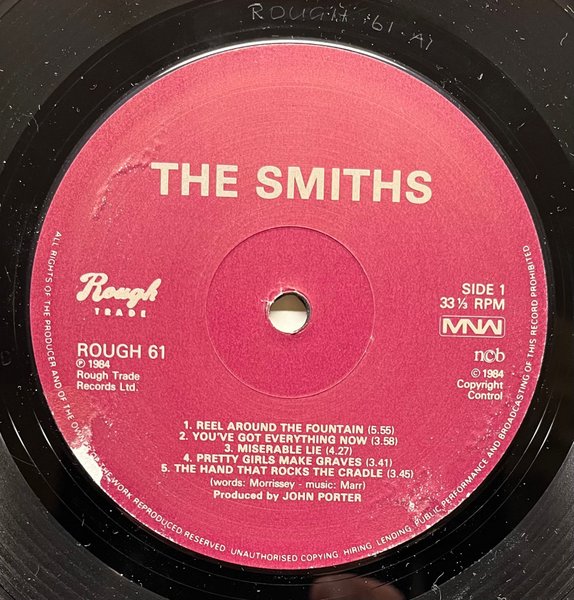 ROUGH 61 A1
THE SMITHS
Rough
TRADE
ROUGH 61
℗ 1984
Rough Trade
Records Ltd.
SIDE 1
33 ⅓ RPM
MNW
ncb
© 1984
Copyright
Control
1. REEL AROUND THE FOUNTAIN (5.55)
2. YOU'VE GOT EVERYTHING NOW (3.58)
3. MISERABLE LIE (4.27)
4. PRETTY GIRLS MAKE GRAVES (3.41)
5. THE HAND THAT ROCKS THE CRADLE (3.45)
(words: Morrissey - music: Marr)
Produced by JOHN PORTER
ALL RIGHTS OF THE PRODUCER AND OF THE OWNER OF THE WORK REPRODUCED RESERVED. UNAUTHORISED COPYING, HIRING, LENDING, PUBLIC PERFORMANCE AND BROADCASTING OF THIS RECORD PROHIBITED